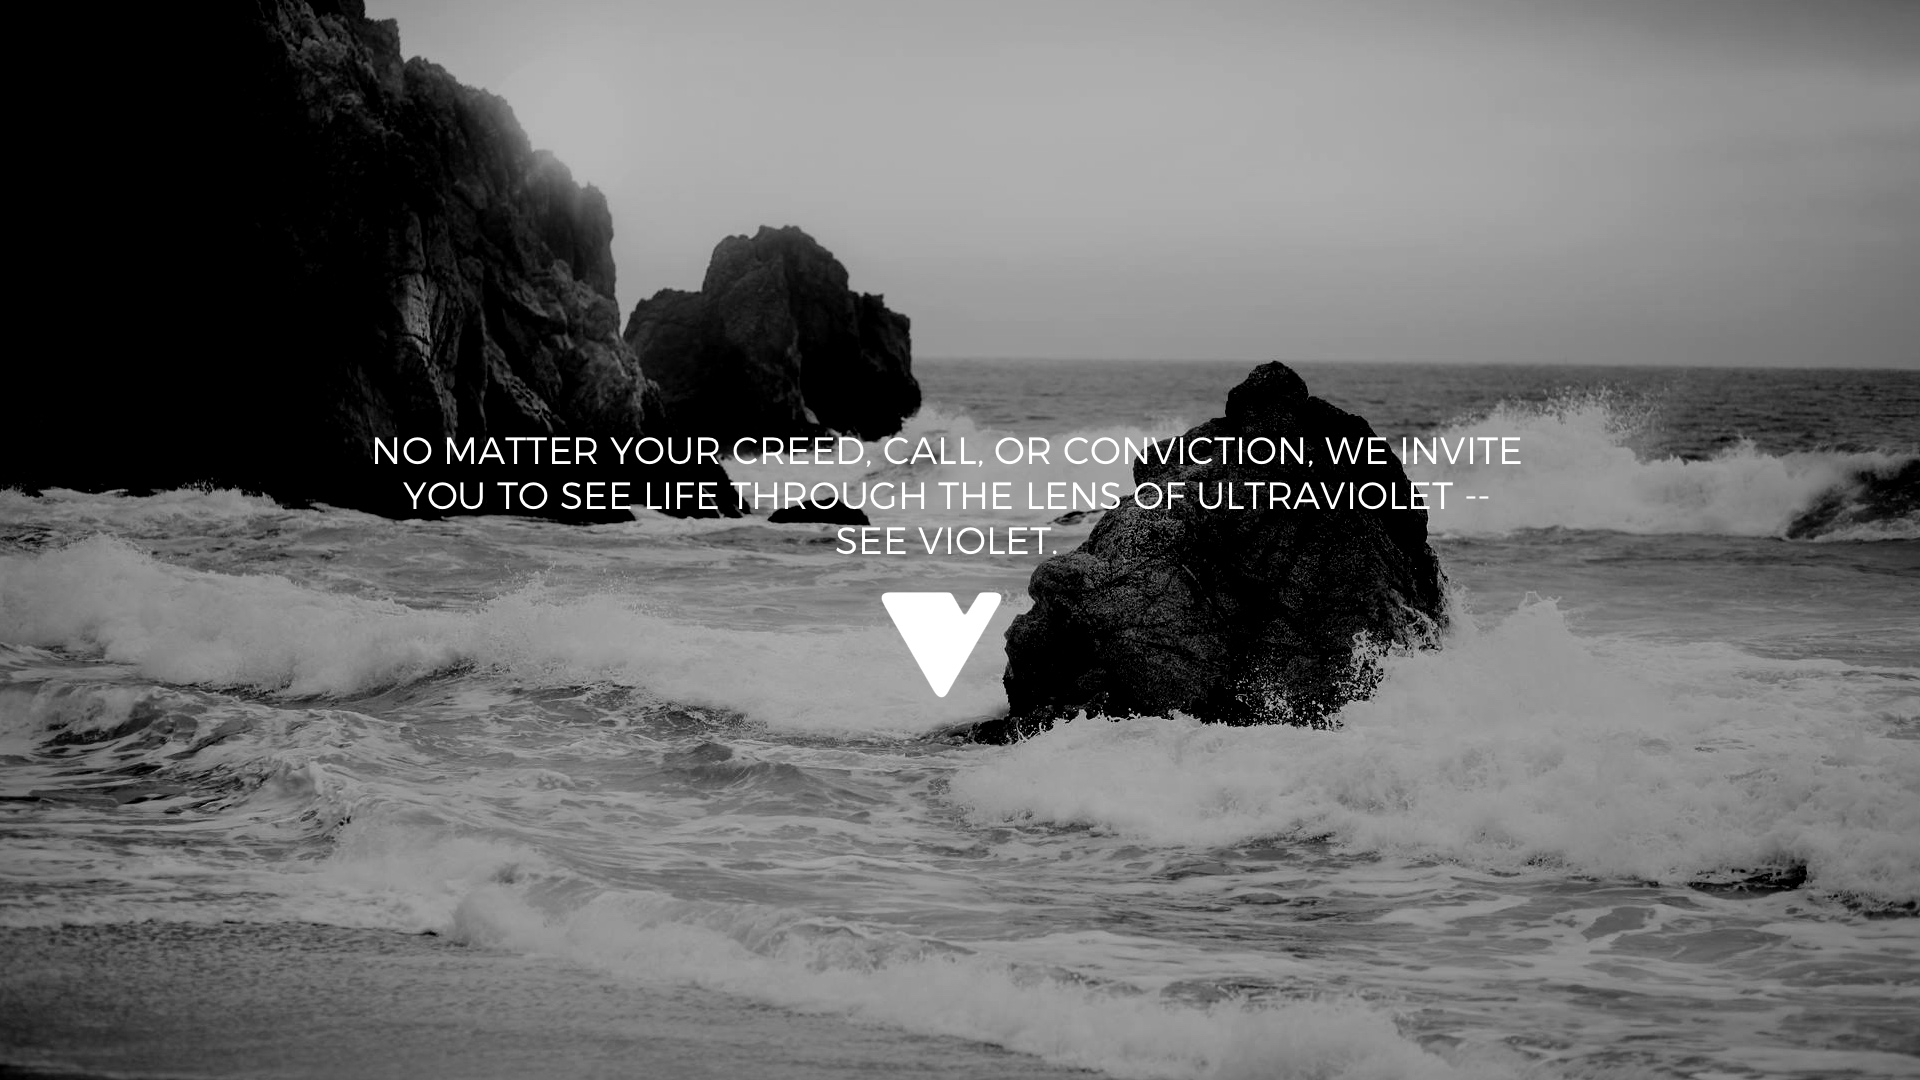 NO MATTER YOUR CREED, CALL, OR CONVICTION, WE INVITE
YOU TO SEE LIFE THROUGH THE LENS OF ULTRAVIOLET --
SEE VIOLET.